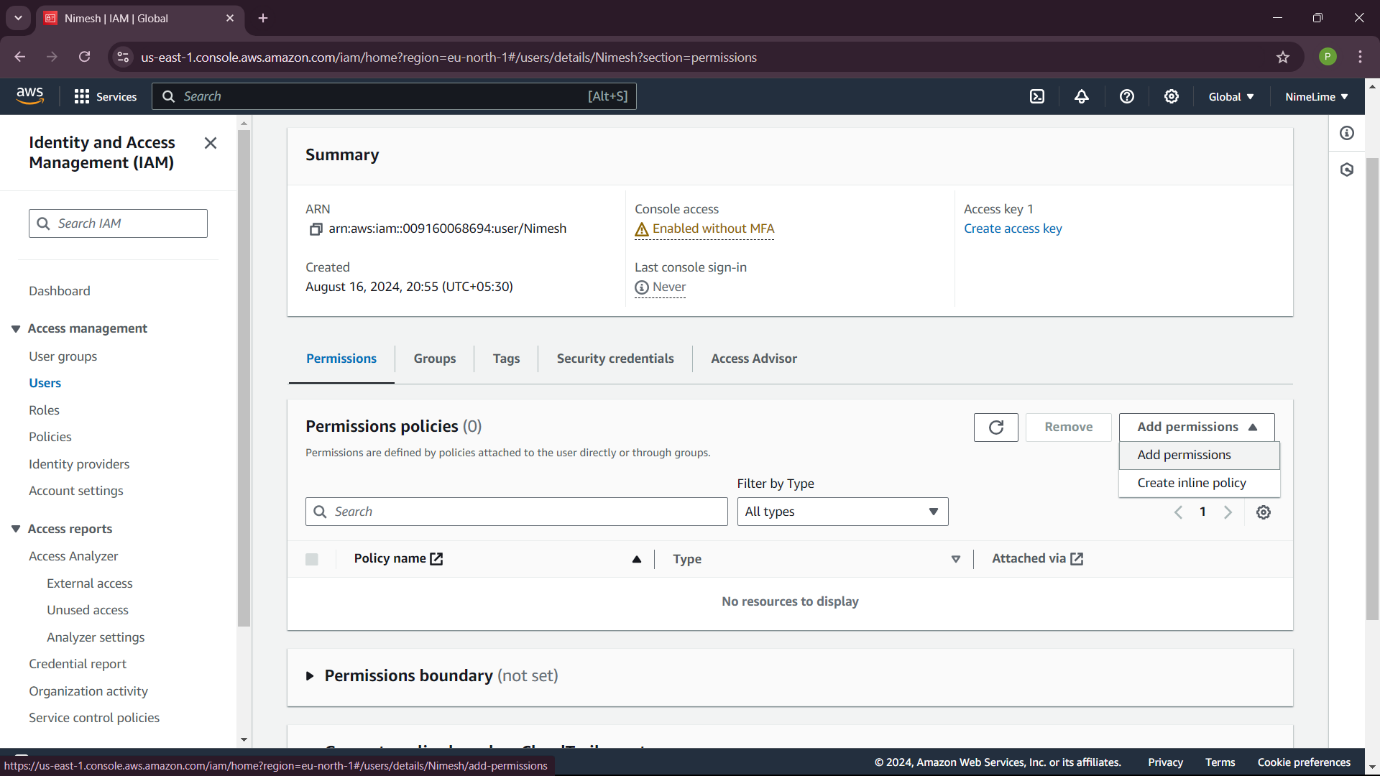 Nimesh | IAM | Global
us-east-1.console.aws.amazon.com/iam/home?region=eu-north-1#/users/details/Nimesh?section=permissions
P
aws
Services
Search
[Alt+S]
Global
NimeLime
Identity and Access
Management (IAM)
Search IAM
Dashboard
Access management
User groups
Users
Roles
Policies
Identity providers
Account settings
Access reports
Access Analyzer
External access
Unused access
Analyzer settings
Credential report
Organization activity
Service control policies
Summary
ARN
arn:aws:iam::009160068694:user/Nimesh
Created
August 16, 2024, 20:55 (UTC+05:30)
Console access
Enabled without MFA
Last console sign-in
Never
Access key 1
Create access key
Permissions
Groups
Tags
Security credentials
Access Advisor
Permissions policies (0)
Permissions are defined by policies attached to the user directly or through groups.
Remove
Add permissions
Add permissions
Create inline policy
Filter by Type
Search
All types
1
Policy name
Type
Attached via
No resources to display
Permissions boundary (not set)
https://us-east-1.console.aws.amazon.com/iam/home?region=eu-north-1#/users/details/Nimesh/add-permissions
© 2024, Amazon Web Services, Inc. or its affiliates.
Privacy
Terms
Cookie preferences